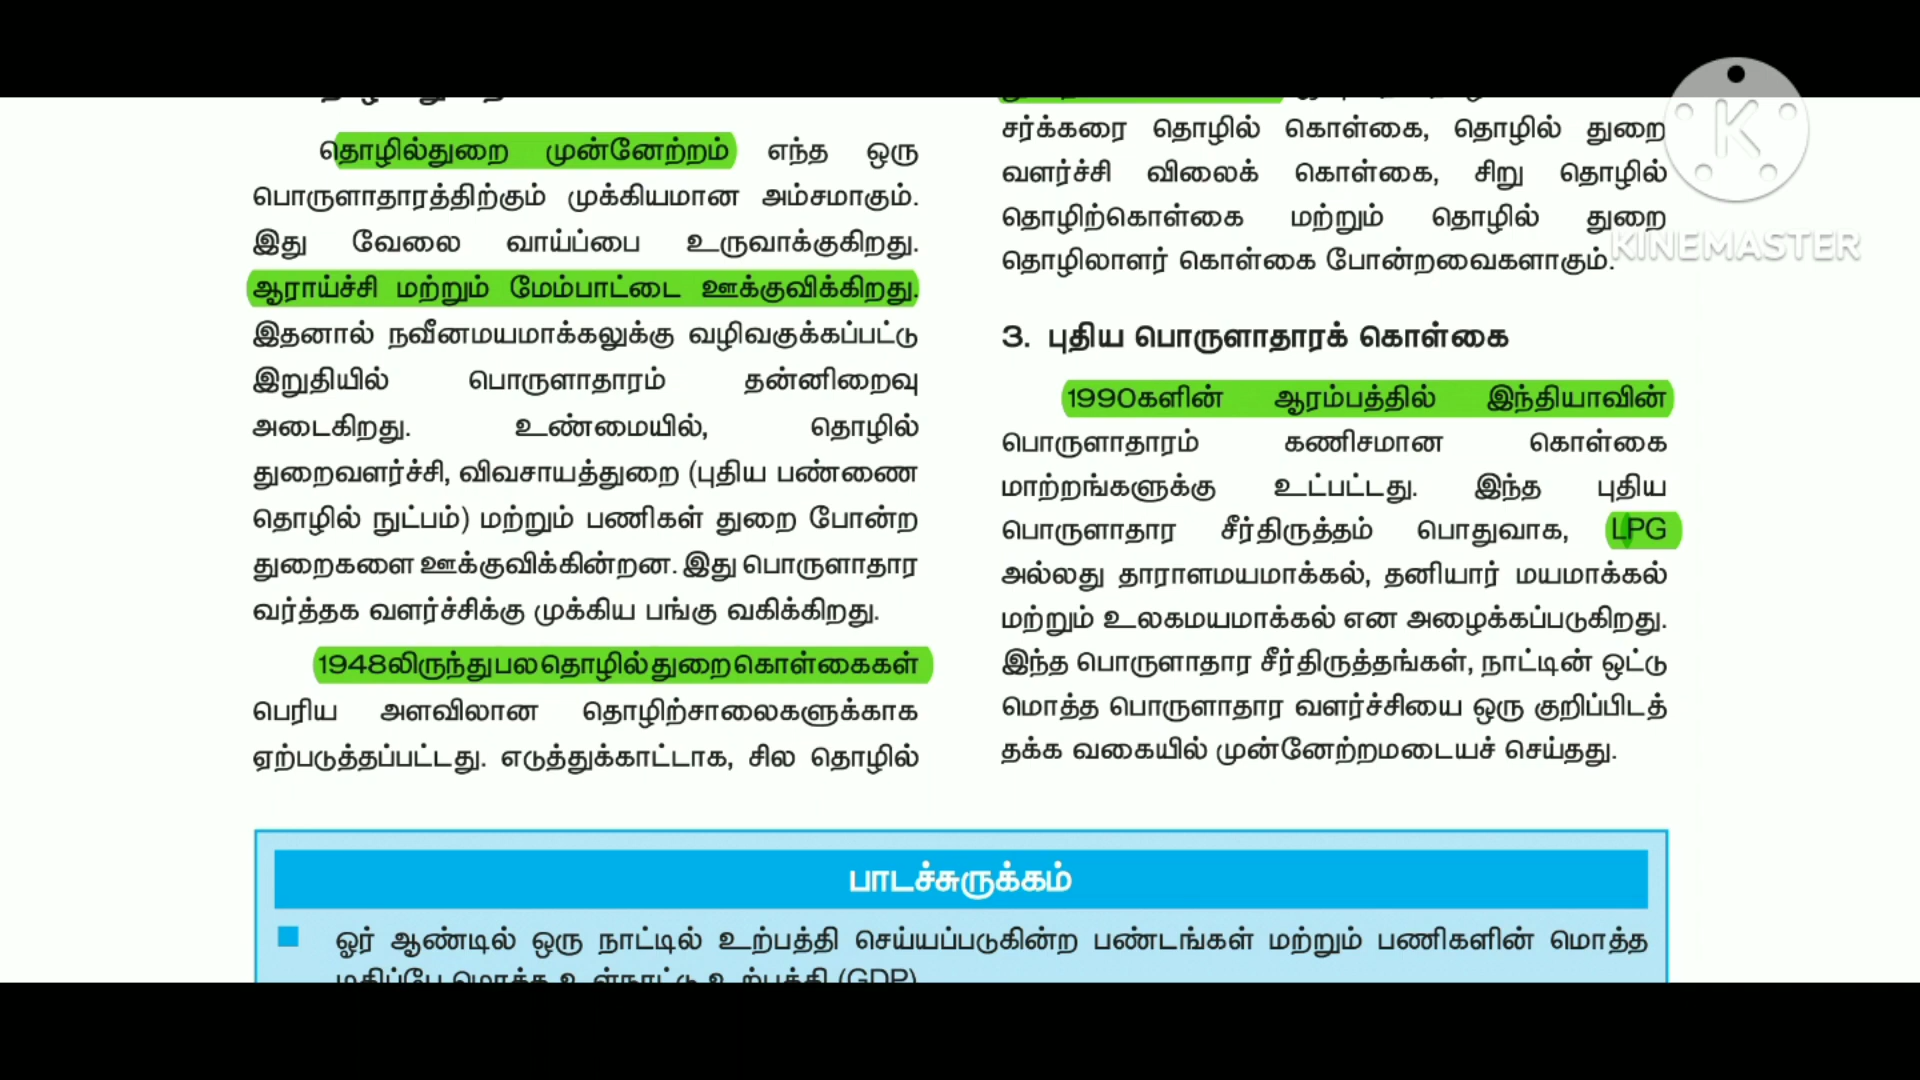 தொழில்துறை முன்னேற்றம் எந்த ஒரு
பொருளாதாரத்திற்கும் முக்கியமான அம்சமாகும்.
இது வேலை வாய்ப்பை உருவாக்குகிறது.
ஆராய்ச்சி மற்றும் மேம்பாட்டை ஊக்குவிக்கிறது.
இதனால் நவீனமயமாக்கலுக்கு வழிவகுக்கப்பட்டு
இறுதியில் பொருளாதாரம் தன்னிறைவு
அடைகிறது. உண்மையில், தொழில்
துறைவளர்ச்சி, விவசாயத்துறை (புதிய பண்ணை
தொழில் நுட்பம்) மற்றும் பணிகள் துறை போன்ற
துறைகளை ஊக்குவிக்கின்றன. இது பொருளாதார
வர்த்தக வளர்ச்சிக்கு முக்கிய பங்கு வகிக்கிறது.
1948லிருந்து பல தொழில் துறை கொள்கைகள்
பெரிய அளவிலான தொழிற்சாலைகளுக்காக
ஏற்படுத்தப்பட்டது. எடுத்துக்காட்டாக, சில தொழில்
சர்க்கரை தொழில் கொள்கை, தொழில் துறை
வளர்ச்சி விலைக் கொள்கை, சிறு தொழில்
தொழிற்கொள்கை மற்றும் தொழில் துறை
தொழிலாளர் கொள்கை போன்றவைகளாகும்.
3. புதிய பொருளாதாரக் கொள்கை
1990களின் ஆரம்பத்தில் இந்தியாவின்
பொருளாதாரம் கணிசமான கொள்கை
மாற்றங்களுக்கு உட்பட்டது. இந்த புதிய
பொருளாதார சீர்திருத்தம் பொதுவாக, LPG
அல்லது தாராளமயமாக்கல், தனியார் மயமாக்கல்
மற்றும் உலகமயமாக்கல் என அழைக்கப்படுகிறது.
இந்த பொருளாதார சீர்திருத்தங்கள், நாட்டின் ஒட்டு
மொத்த பொருளாதார வளர்ச்சியை ஒரு குறிப்பிடத்
தக்க வகையில் முன்னேற்றமடையச் செய்தது.
K
KINEMASTER
பாடச்சுருக்கம்
ஓர் ஆண்டில் ஒரு நாட்டில் உற்பத்தி செய்யப்படுகின்ற பண்டங்கள் மற்றும் பணிகளின் மொத்த
மதிப்பே மொத்த உள்நாட்டு உற்பத்தி (GDP)